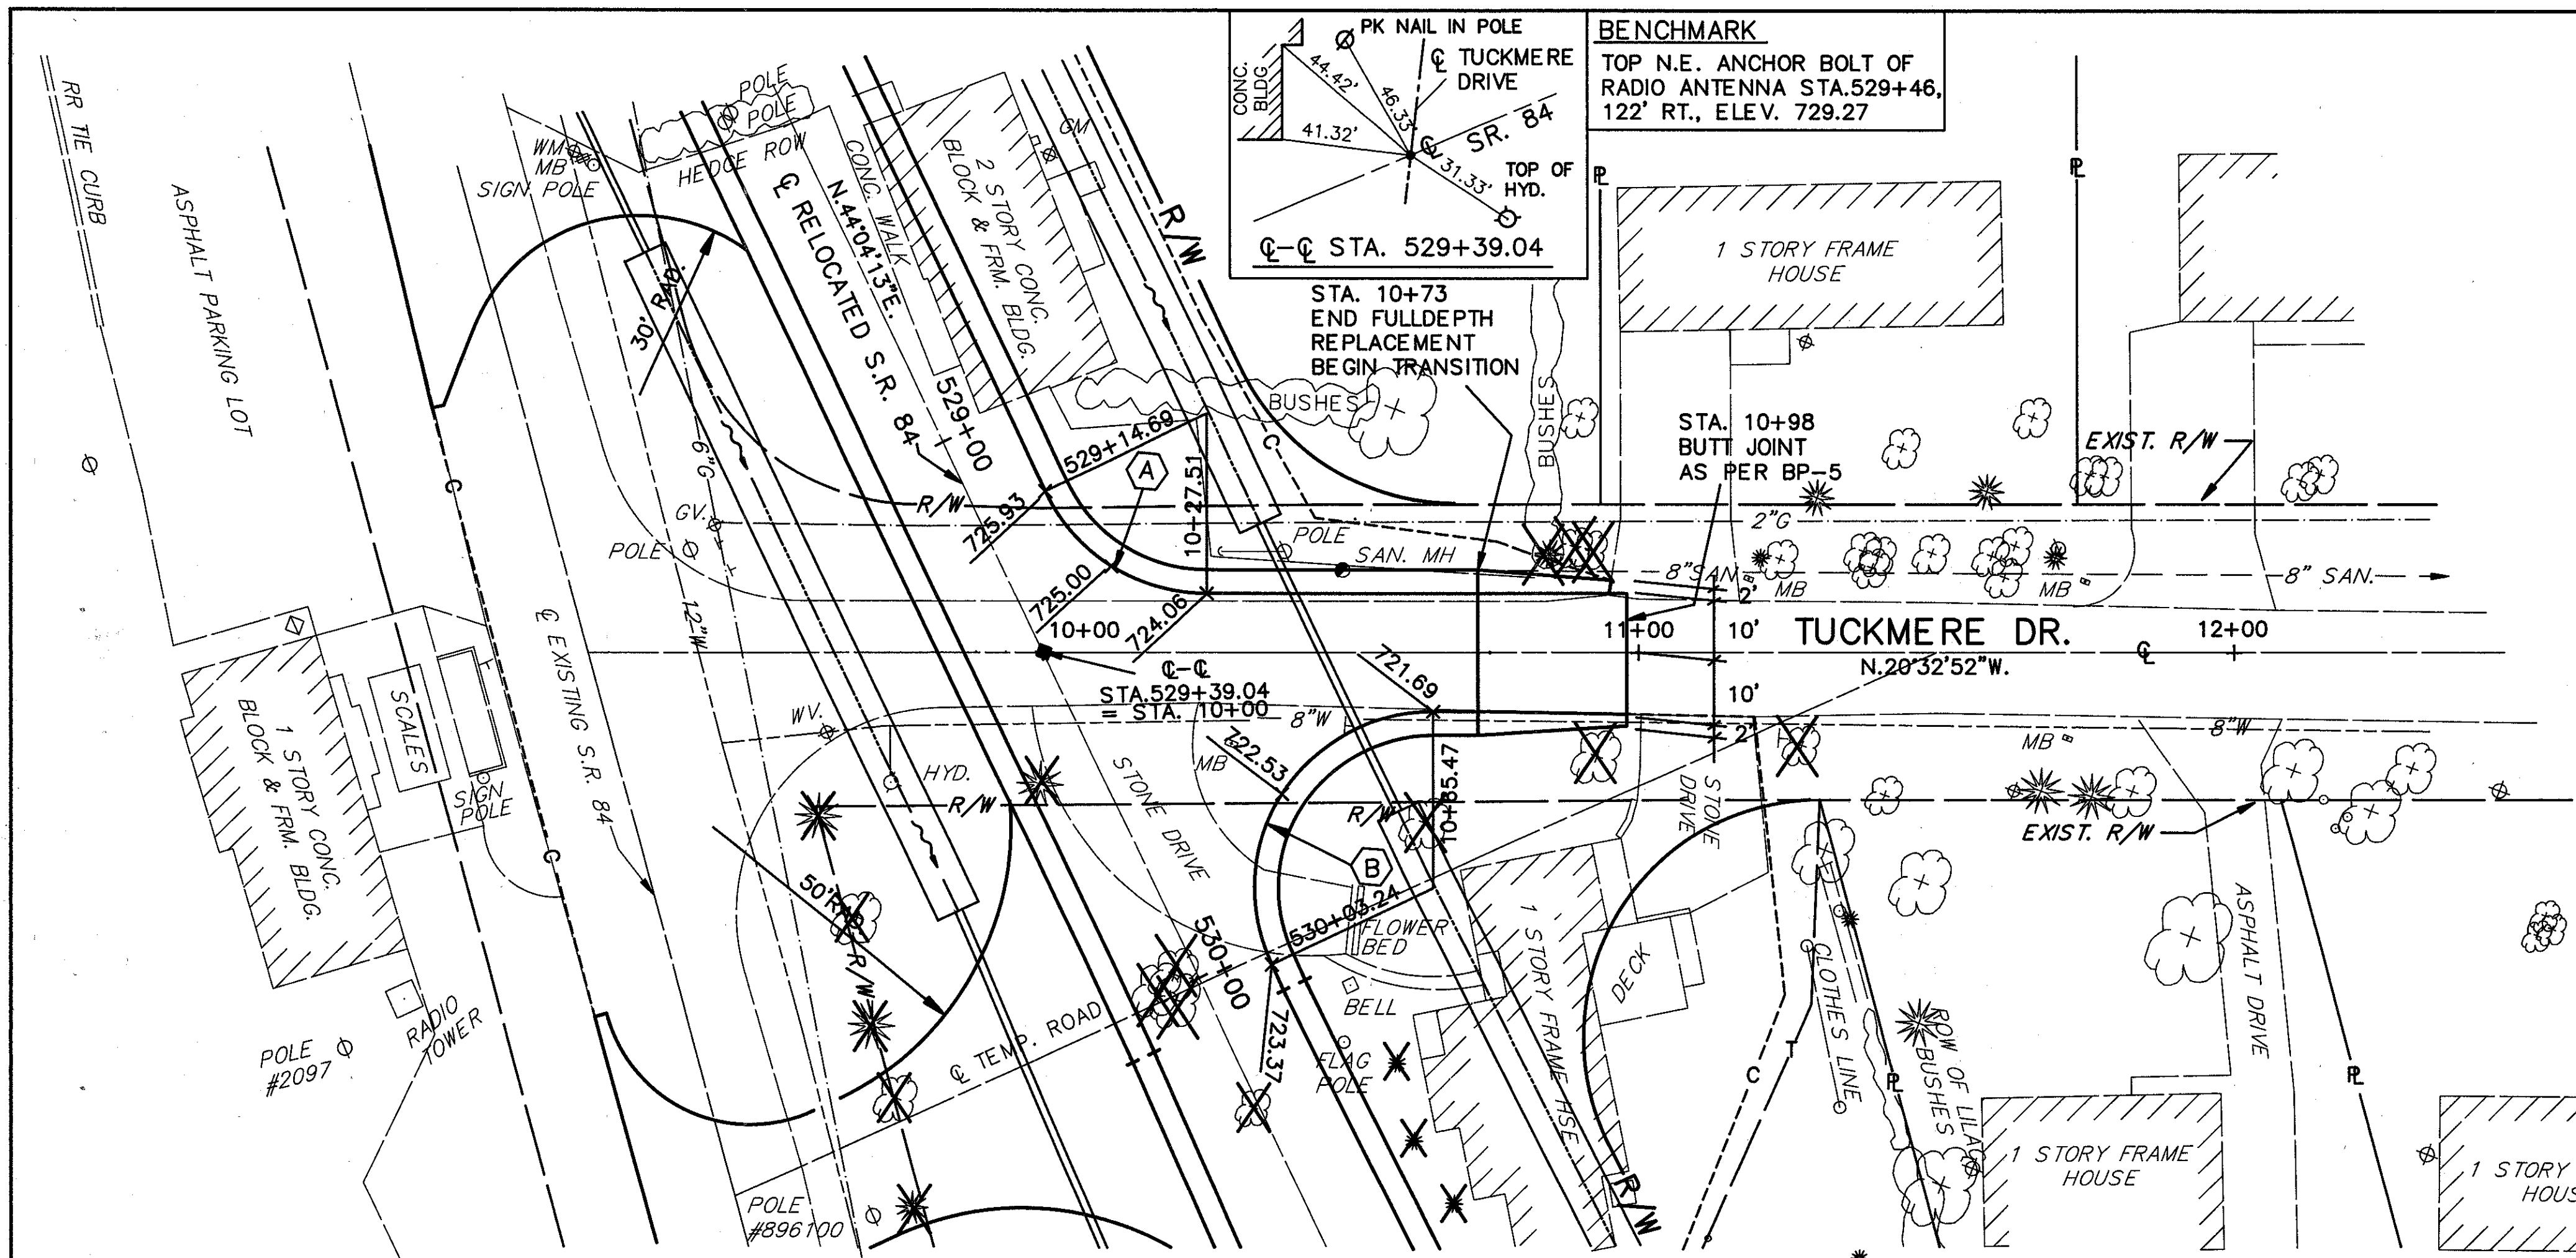 PK NAIL IN POLE
℄ TUCKMERE
DRIVE
CONC.
BLDG
44.42'
46.33'
41.32'
31.33'
SR. 84
TOP OF
HYD.
℄-℄ STA. 529+39.04
BENCHMARK
TOP N.E. ANCHOR BOLT OF
RADIO ANTENNA STA.529+46,
122' RT., ELEV. 729.27
RR TIE CURB
ASPHALT PARKING LOT
POLE
POLE
WM
MB
SIGN POLE
HEDGE ROW
CONC. WALK
2 STORY CONC.
BLOCK & FRM. BLDG.
GM
R/W
℄ RELOCATED S.R. 84
N.44°04'13"E.
30' RAD.
529+00
STA. 10+73
END FULLDEPTH
REPLACEMENT
BEGIN TRANSITION
BUSHES
BUSHES
1 STORY FRAME
HOUSE
PL
PL
STA. 10+98
BUTT JOINT
AS PER BP-5
EXIST. R/W
G
6"G
529+14.69
A
10+27.51
C
R/W
725.93
GV.
POLE
POLE
SAN. MH
2"G
8"SAN
8" SAN.
MB
MB
725.00
724.06
10+00
12"W
℄ EXISTING S.R. 84
11+00
2'
10'
10'
2'
TUCKMERE DR.
N.20°32'52"W.
℄
12+00
℄-℄
STA.529+39.04
= STA. 10+00
721.69
8"W
WV.
722.53
MB
10+65.47
HYD.
R/W
R/W
STONE DRIVE
STONE
DRIVE
MB
8"W
EXIST. R/W
SCALES
SIGN
POLE
1 STORY CONC.
BLOCK & FRM. BLDG.
G
50'RAD.
R/W
B
530+03.24
530+00
FLOWER
BED
DECK
1 STORY FRAME HSE
BELL
723.37
FLAG
POLE
℄ TEMP. ROAD
RADIO
TOWER
POLE
#2097
POLE
#896100
R/W
C
T
CLOTHES LINE
PL
ROW OF LILAC
BUSHES
ASPHALT DRIVE
PL
1 STORY FRAME
HOUSE
1 STORY